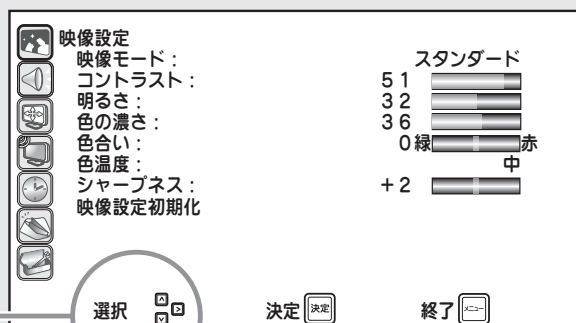 映像設定
映像モード： スタンダード
コントラスト： 51
明るさ： 32
色の濃さ： 36
色合い： 0 緑 赤
色温度： 中
シャープネス： +2
映像設定初期化
選択 決定 決定 終了 メニュー